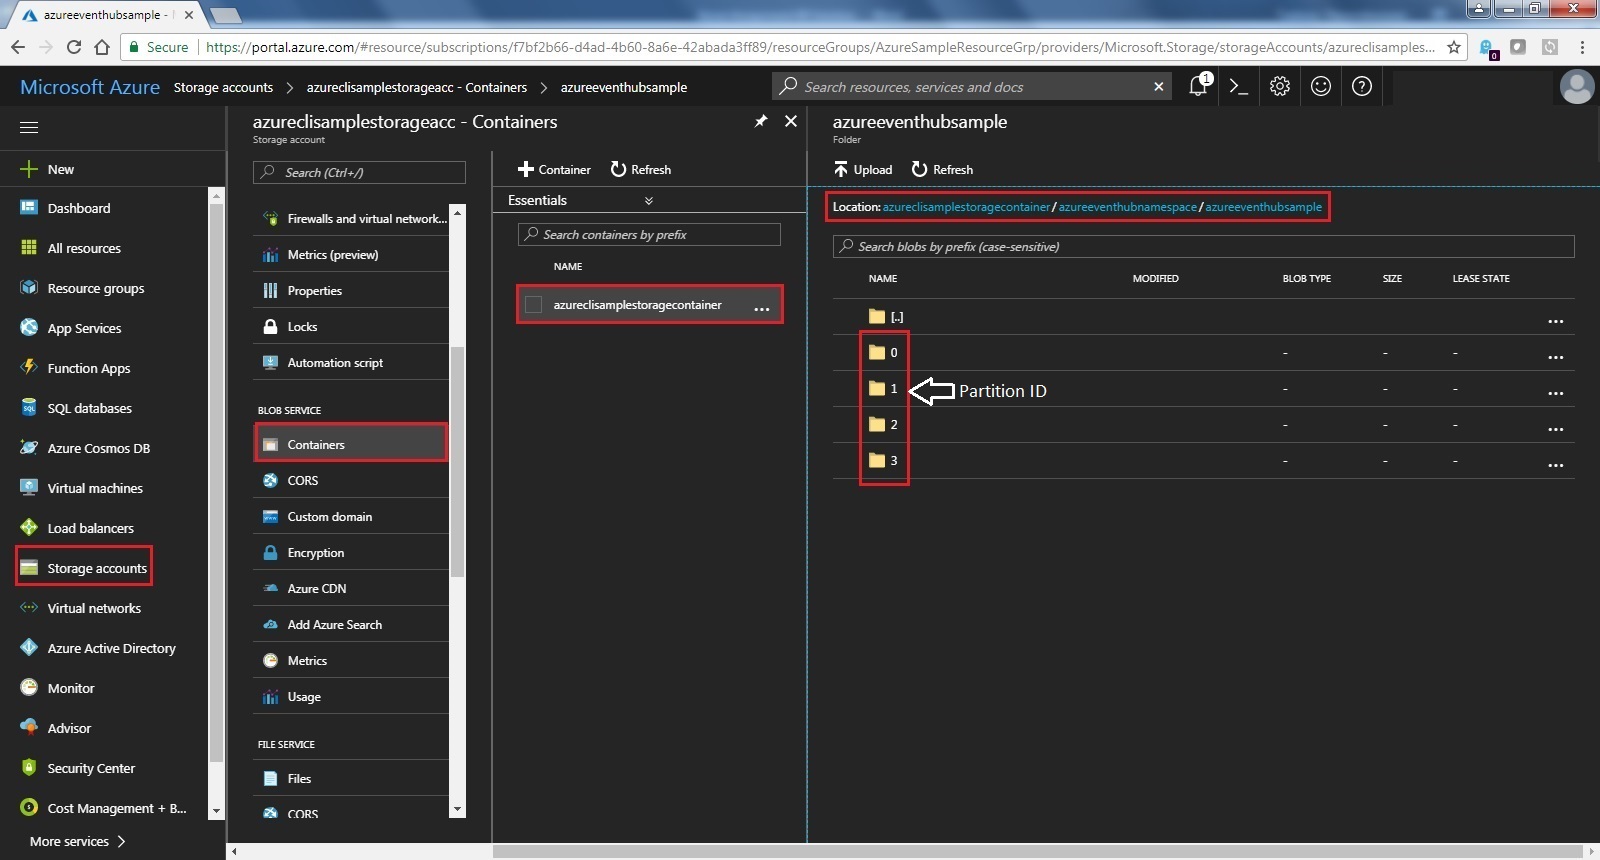 azureeventhubsample -
Secure
https://portal.azure.com/#resource/subscriptions/f7bf2b66-d4ad-4b60-8a6e-42abada3ff89/resourceGroups/AzureSampleResourceGrp/providers/Microsoft.Storage/storageAccounts/azureclisamples...
0
Microsoft Azure
Storage accounts > azureclisamplestorageacc - Containers > azureeventhubsample
Search resources, services and docs
1
New
Dashboard
All resources
Resource groups
App Services
Function Apps
SQL databases
Azure Cosmos DB
Virtual machines
Load balancers
Storage accounts
Virtual networks
Azure Active Directory
Monitor
Advisor
Security Center
Cost Management + B...
More services >
azureclisamplestorageacc - Containers
Storage account
Search (Ctrl+/)
Firewalls and virtual network...
Metrics (preview)
Properties
Locks
Automation script
BLOB SERVICE
Containers
CORS
Custom domain
Encryption
Azure CDN
Add Azure Search
Metrics
Usage
FILE SERVICE
Files
CORS
Container
Refresh
Essentials
Search containers by prefix
NAME
azureclisamplestoragecontainer ...
azureeventhubsample
Folder
Upload
Refresh
Location: azureclisamplestoragecontainer / azureeventhubnamespace / azureeventhubsample
Search blobs by prefix (case-sensitive)
NAME MODIFIED BLOB TYPE SIZE LEASE STATE
[..] ...
0 - - - ...
1 Partition ID - - - ...
2 - - - ...
3 - - - ...